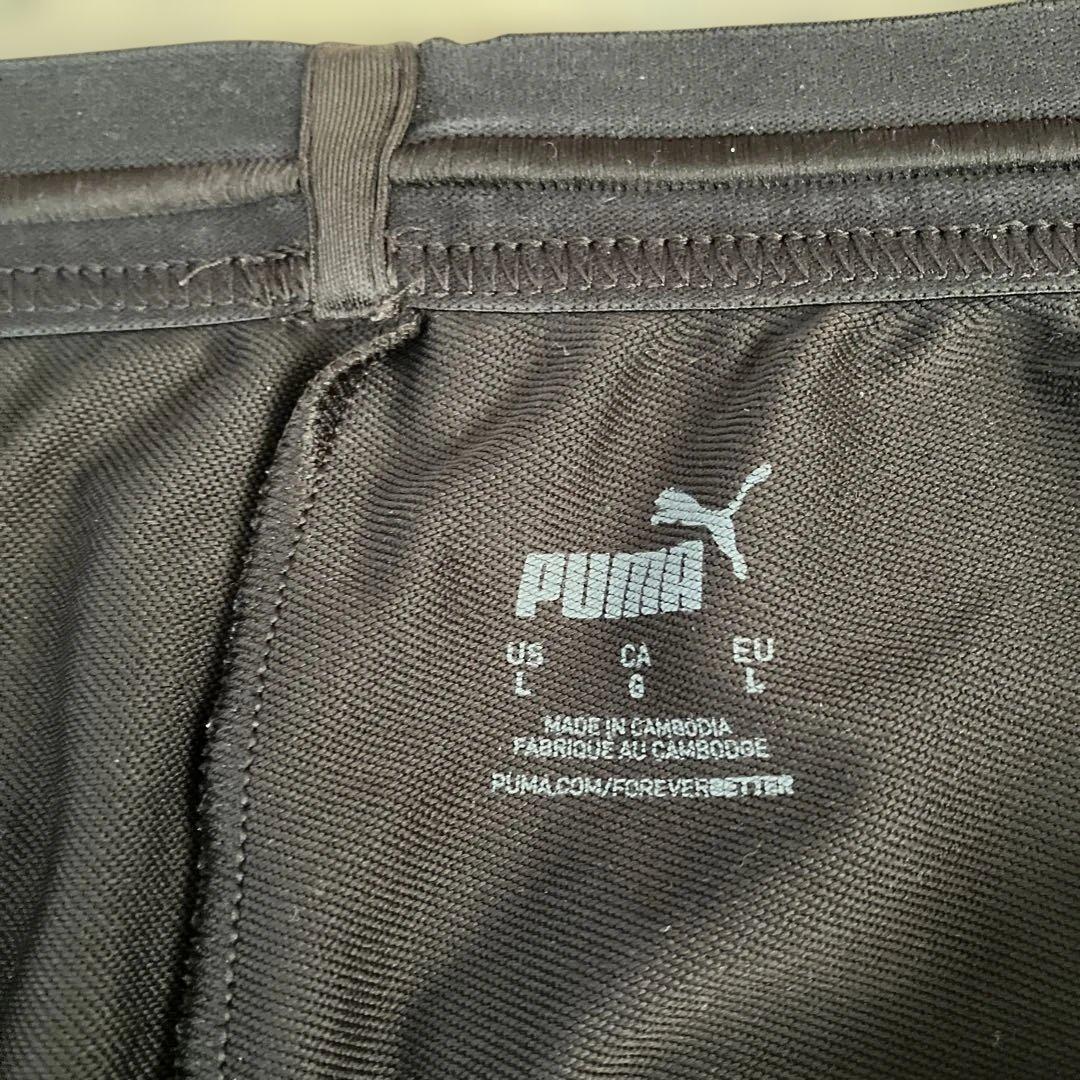 PUMA
US CA EU
L G L
MADE IN CAMBODIA
FABRIQUE AU CAMBODGE
PUMA.COM/FOREVERBETTER